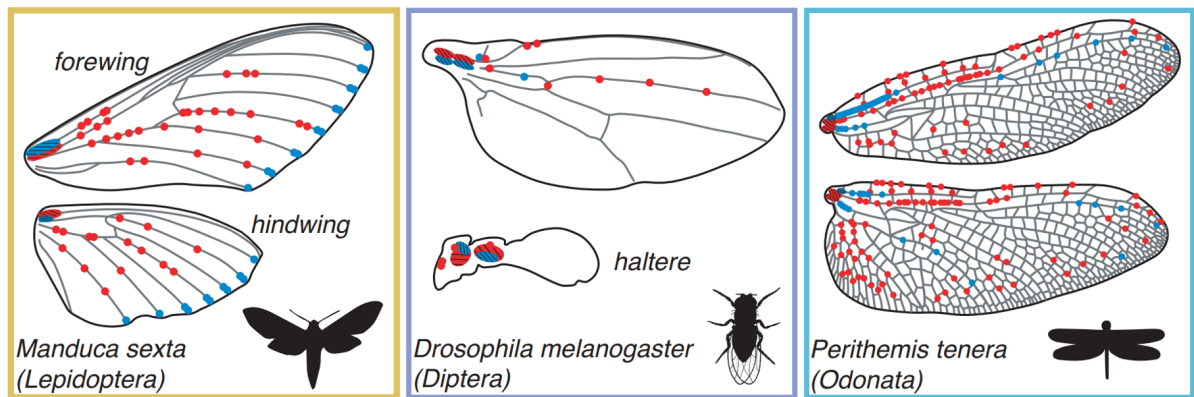 forewing
hindwing
Manduca sexta
(Lepidoptera)
haltere
Drosophila melanogaster
(Diptera)
Perithemis tenera
(Odonata)